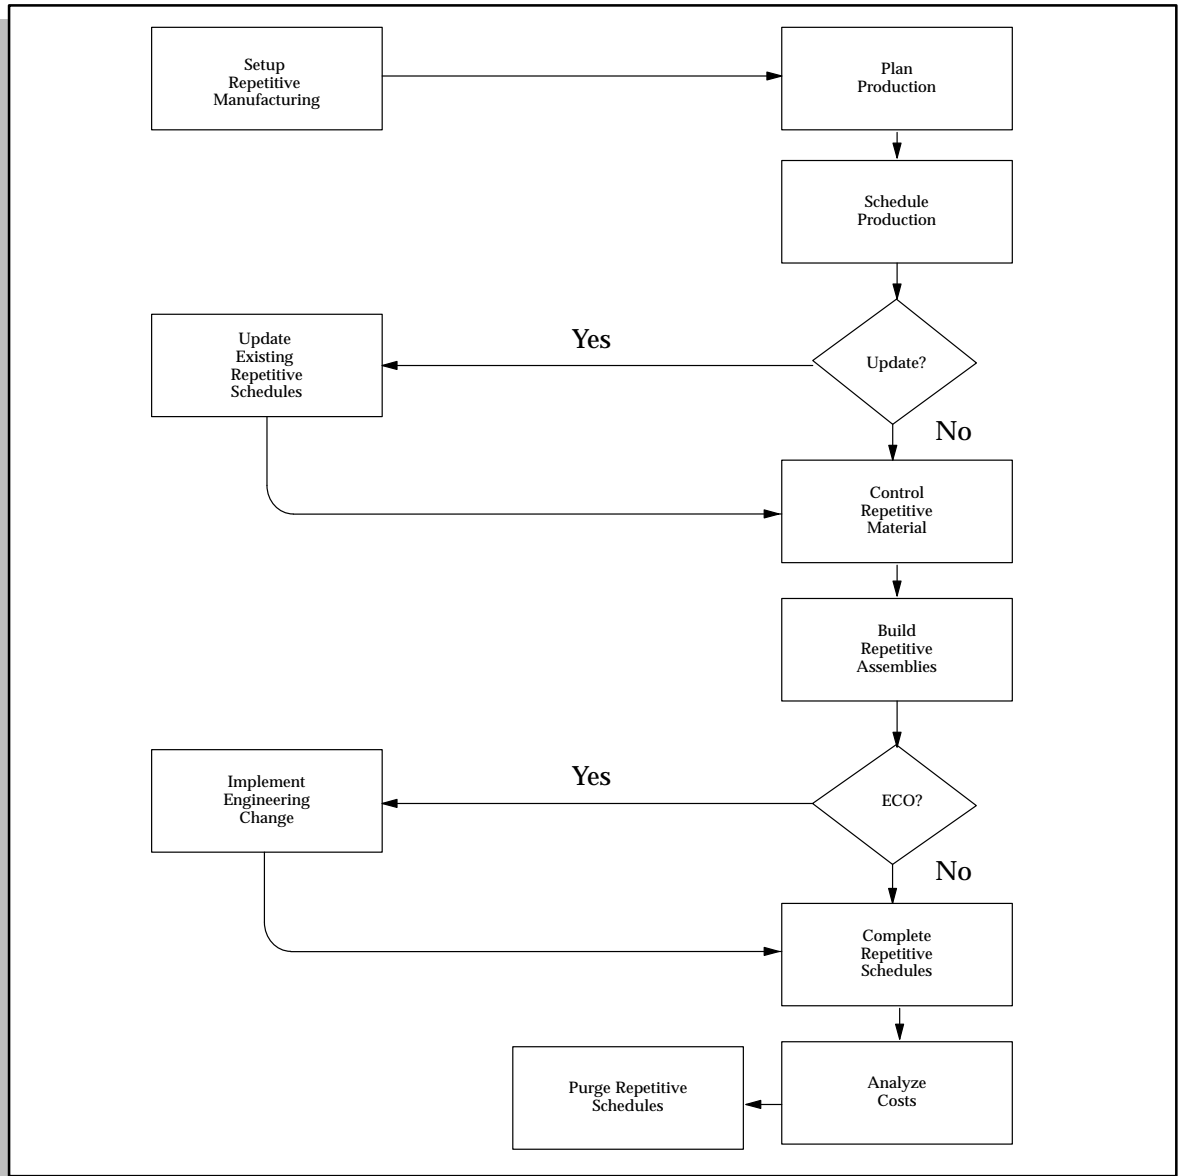 Setup
Repetitive
Manufacturing
Plan
Production
Schedule
Production
Update
Existing
Repetitive
Schedules
Yes
Update?
No
Control
Repetitive
Material
Build
Repetitive
Assemblies
Implement
Engineering
Change
Yes
ECO?
No
Complete
Repetitive
Schedules
Purge Repetitive
Schedules
Analyze
Costs